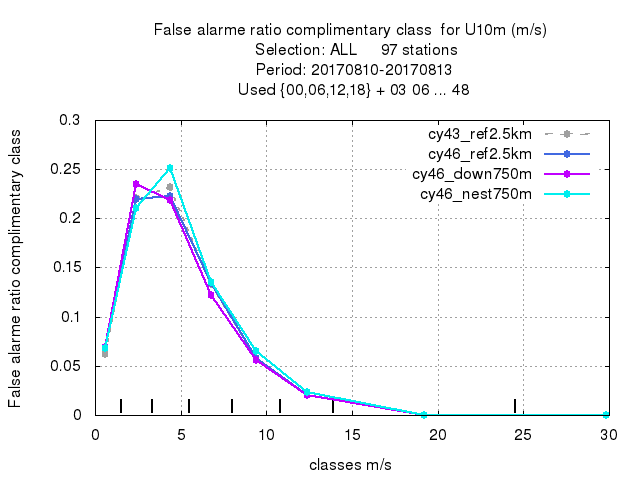 False alarme ratio complimentary class  for U10m (m/s)
Selection: ALL     97 stations
Period: 20170810-20170813
Used {00,06,12,18} + 03 06 ... 48
False alarme ratio complimentary class
0.3
0.25
0.2
0.15
0.1
0.05
0
cy43_ref2.5km
cy46_ref2.5km
cy46_down750m
cy46_nest750m
0 5 10 15 20 25 30
classes m/s